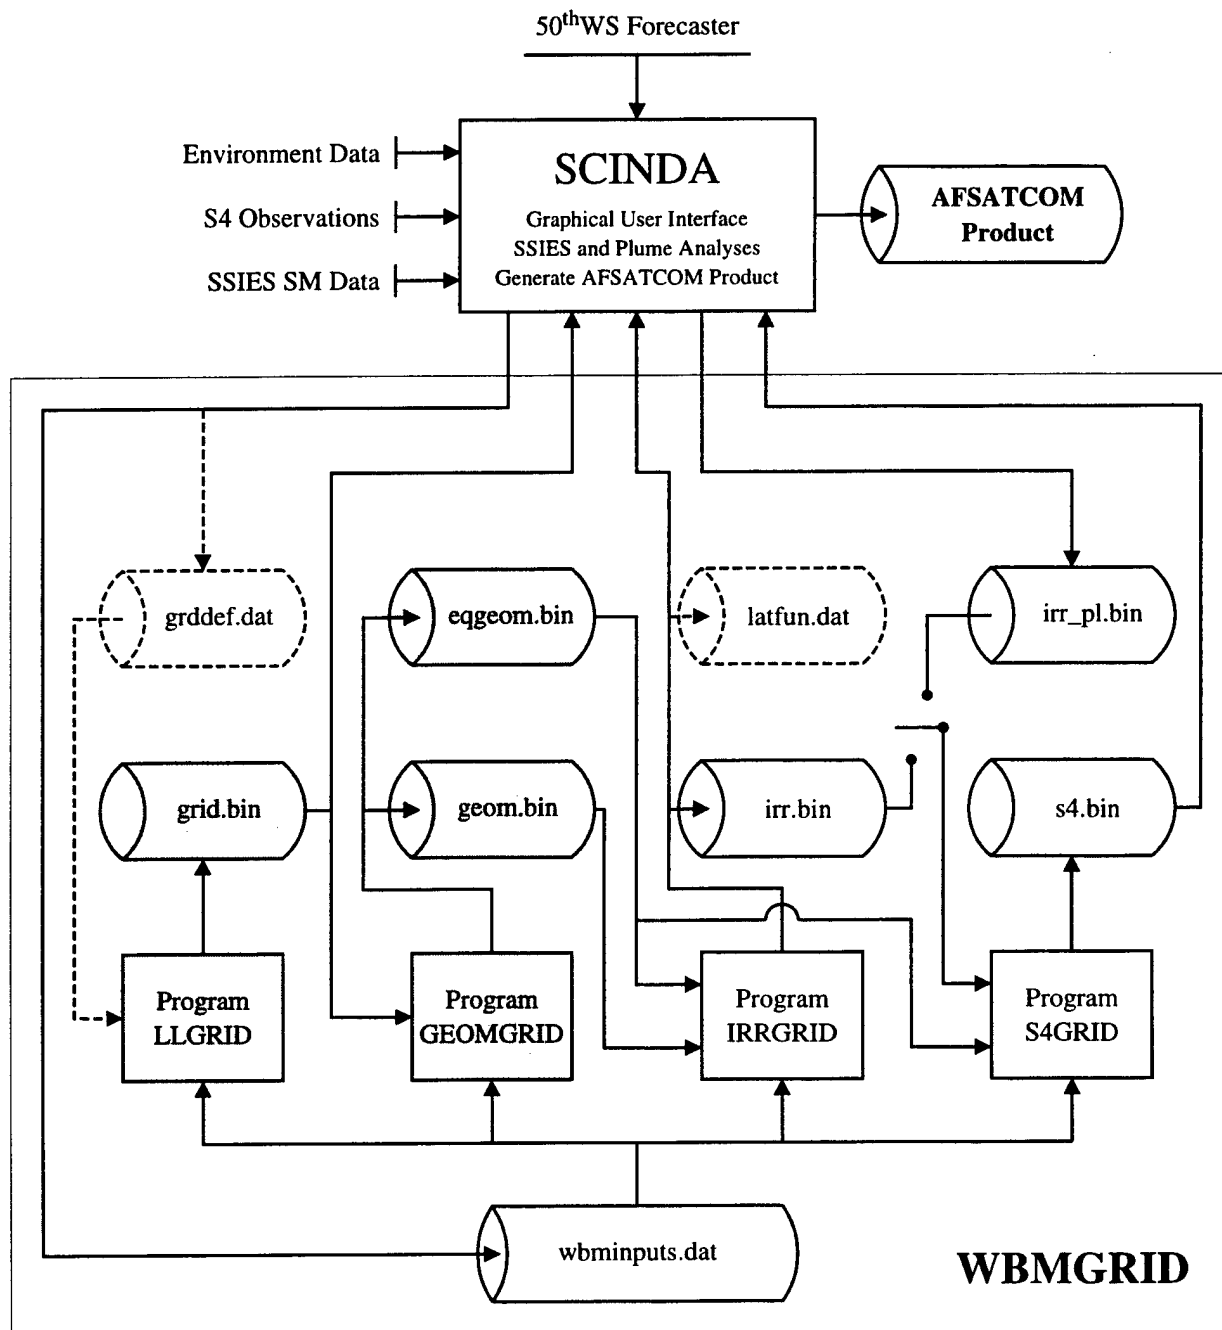 50thWS Forecaster
Environment Data
S4 Observations
SSIES SM Data
SCINDA
Graphical User Interface
SSIES and Plume Analyses
Generate AFSATCOM Product
AFSATCOM
Product
grddef.dat
eqgeom.bin
latfun.dat
irr_pl.bin
grid.bin
geom.bin
irr.bin
s4.bin
Program
LLGRID
Program
GEOMGRID
Program
IRRGRID
Program
S4GRID
wbminputs.dat
WBMGRID